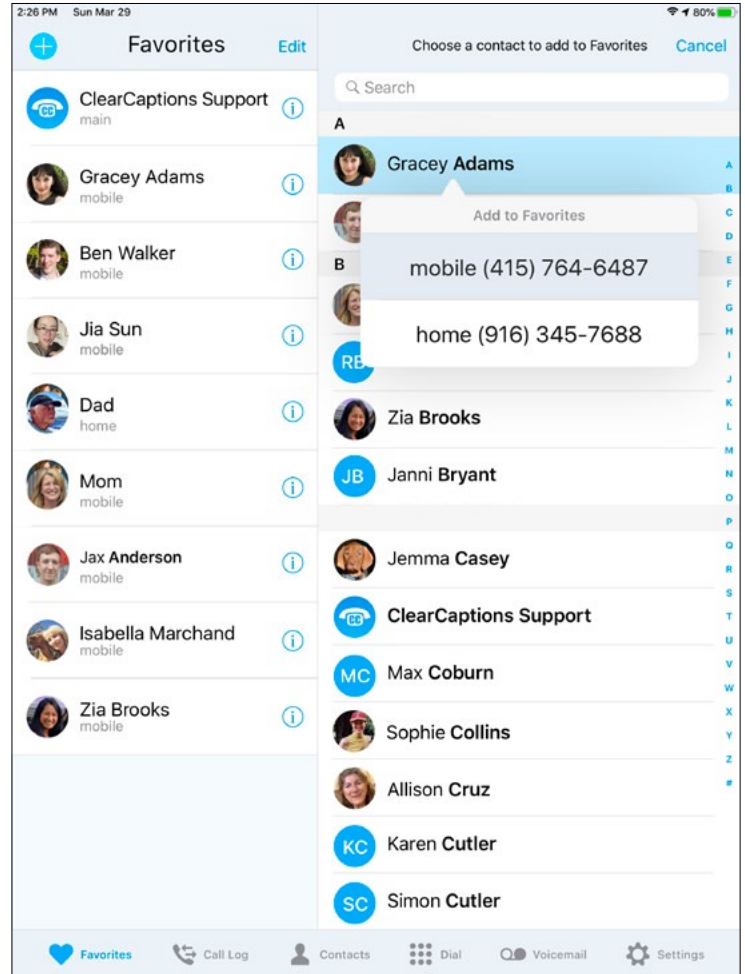 2:26 PM Sun Mar 29
80%
Favorites
Edit
ClearCaptions Support
main
Gracey Adams
mobile
Ben Walker
mobile
Jia Sun
mobile
Dad
home
Mom
mobile
Jax Anderson
mobile
Isabella Marchand
mobile
Zia Brooks
mobile
Choose a contact to add to Favorites
Cancel
Search
A
Gracey Adams
Add to Favorites
mobile (415) 764-6487
home (916) 345-7688
B
RB
Zia Brooks
JB
Janni Bryant
Jemma Casey
CC
ClearCaptions Support
MC
Max Coburn
Sophie Collins
Allison Cruz
KC
Karen Cutler
SC
Simon Cutler
A
B
C
D
E
F
G
H
I
J
K
L
M
N
O
P
Q
R
S
T
U
V
W
X
Y
Z
#
Favorites
Call Log
Contacts
Dial
Voicemail
Settings